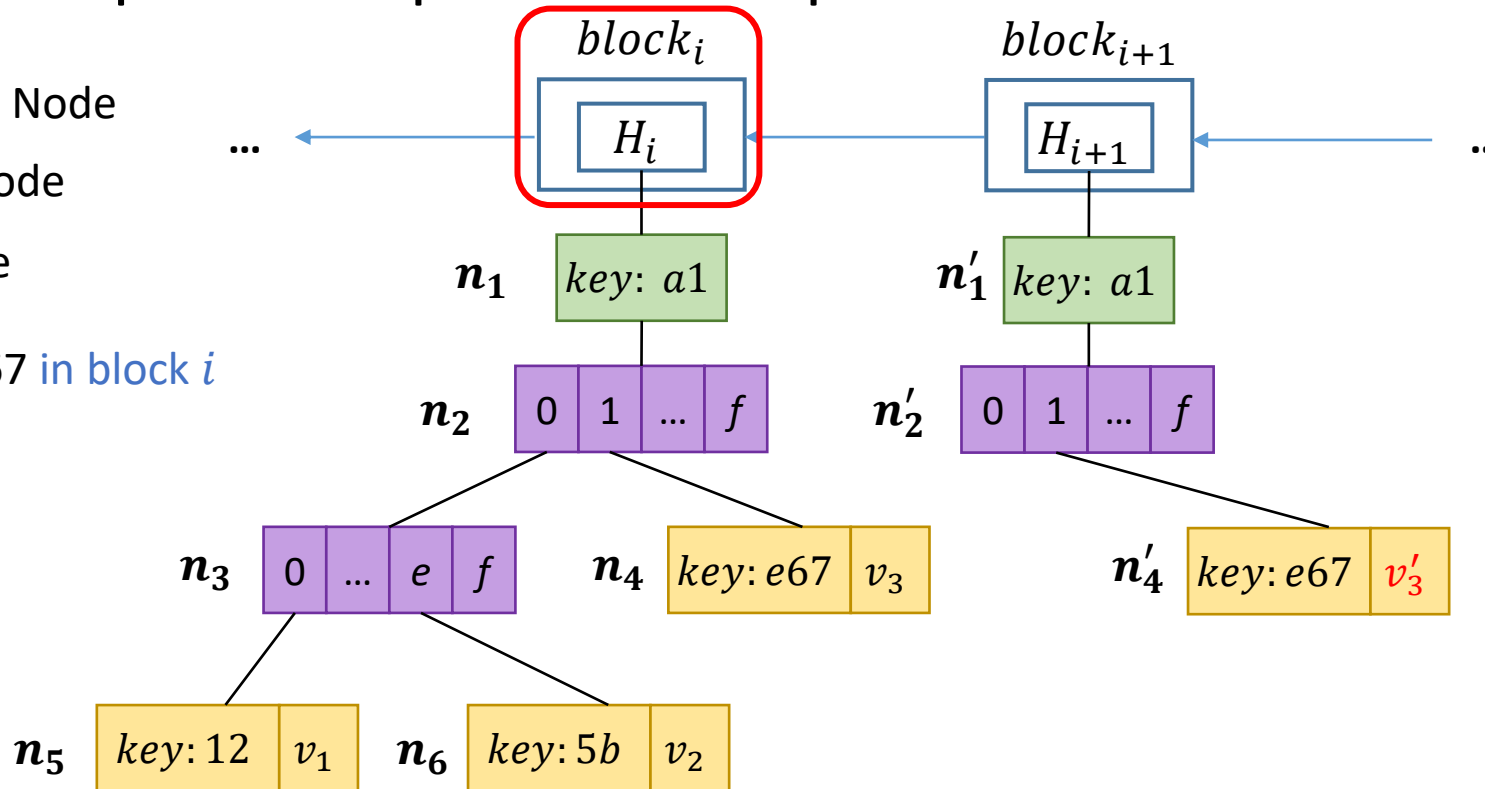 block_i
block_{i+1}
Node
...
H_i
H_{i+1}
n_1
key: a1
n'_1
key: a1
in block i
n_2
0 1 ... f
n'_2
0 1 ... f
n_3
0 ... e f
n_4
key: e67 v_3
n'_4
key: e67 v'_3
n_5
key: 12 v_1
n_6
key: 5b v_2